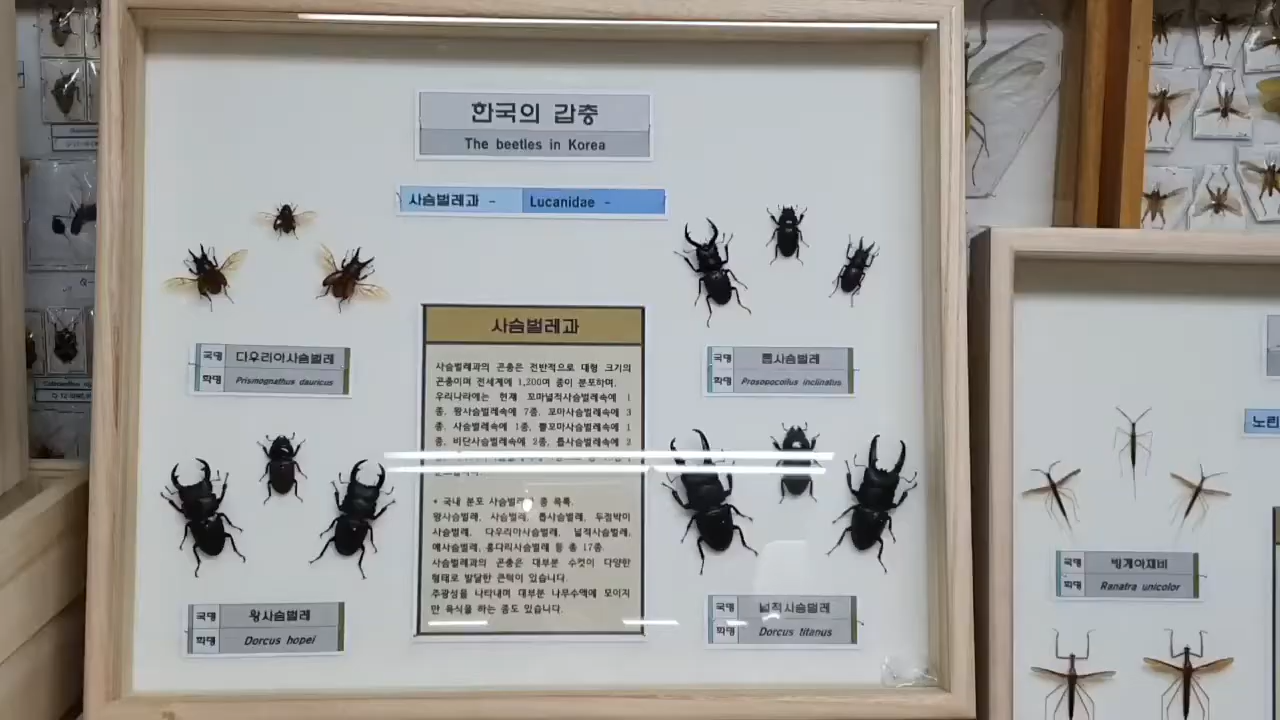 한국의 갑충
The beetles in Korea
사슴벌레과 -
Lucanidae -
국명 다우리아사슴벌레
학명 Prismognathus dauricus
국명 톱사슴벌레
학명 Prosopocoilus inclinatus
사슴벌레과
사슴벌레과의 곤충은 전반적으로 대형 크기의
곤충이며 전세계에 1,200여 종이 분포하며,
우리나라에는 현재 꼬마넓적사슴벌레속에 1
종, 왕사슴벌레속에 7종, 꼬마사슴벌레속에 3
종, 사슴벌레속에 1종, 뿔꼬마사슴벌레속에 1
종, 비단사슴벌레속에 2종, 톱사슴벌레속에 2
* 국내 분포 사슴벌레과 종 목록.
왕사슴벌레, 사슴벌레, 톱사슴벌레, 두점박이
사슴벌레, 다우리아사슴벌레, 넓적사슴벌레,
애사슴벌레, 홍다리사슴벌레 등 총 17종.
사슴벌레과의 곤충은 대부분 수컷이 다양한
형태로 발달한 큰턱이 있습니다.
주광성을 나타내며 대부분 나무수액에 모이지
만 육식을 하는 종도 있습니다.
국명 왕사슴벌레
학명 Dorcus hopei
국명 넓적사슴벌레
학명 Dorcus titanus
노린
국명 방게아재비
학명 Ranatra unicolor